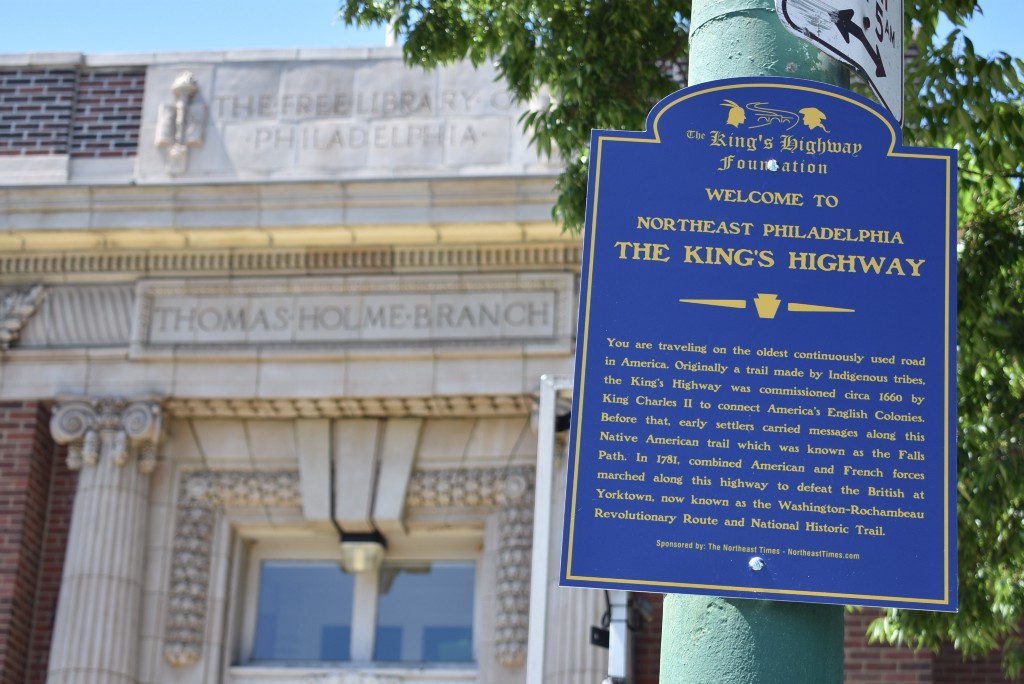 THE FREE LIBRARY O
·PHILADELPHIA·
THOMAS·HOLME·BRANCH
5 AM
The King's Highway
Foundation
WELCOME TO
NORTHEAST PHILADELPHIA
THE KING'S HIGHWAY
You are traveling on the oldest continuously used road
in America. Originally a trail made by Indigenous tribes,
the King's Highway was commissioned circa 1660 by
King Charles II to connect America's English Colonies.
Before that, early settlers carried messages along this
Native American trail which was known as the Falls
Path. In 1781, combined American and French forces
marched along this highway to defeat the British at
Yorktown, now known as the Washington-Rochambeau
Revolutionary Route and National Historic Trail.
Sponsored by: The Northeast Times - NortheastTimes.com